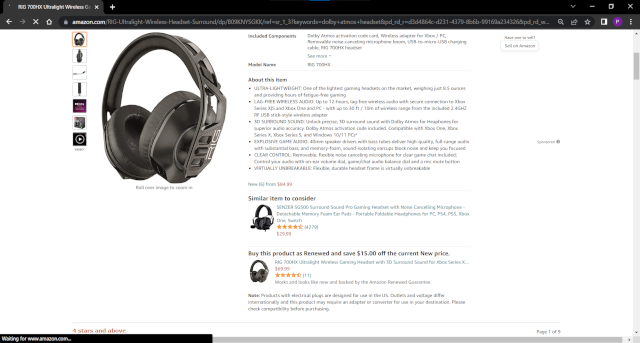 RIG 700HX Ultralight Wireless G
amazon.com/RIG-Ultralight-Wireless-Headset-Surround/dp/
Included Components
Dolby Atmos activation code card, Wireless adapter for Xbox / PC,
Removable noise canceling microphone boom, USB-to-micro-USB charging
cable, RIG 700HX headset
See more
Model Name
RIG 700HX
Have one to sell?
Sell on Amazon
About this item
• ULTRA-LIGHTWEIGHT: One of the lightest gaming headsets on the market, weighing just 8.5 ounces
and providing hours of fatigue-free gaming
• LAG-FREE WIRELESS AUDIO: Up to 12 hours, lag-free wireless audio with secure connection to Xbox
Series X|S and Xbox One and PC - with up to 30 ft / 10m of wireless range from the included 2.4GHZ
RF USB stick-style wireless adapter
• 3D SURROUND SOUND: Unlock precise, 3D surround sound with Dolby Atmos for Heaphones for
superior audio accuracy. Dolby Atmos activation code included. Compatible with Xbox One, Xbox
Series X, Xbox Series S, and Windows 10/11 PC)*
• EXPLOSIVE GAME AUDIO: 40mm speaker drivers with bass tubes deliver high-quality, full-range audio
with substantial bass; and memory-foam, sound-isolating earcups block noise and keep you focused
• CLEAR CONTROL: Removable, flexible noise canceling microphone for clear game chat included;
Control your audio with on-ear volume dial, game/chat audio balance dial and a mic mute button
• VIRTUALLY UNBREAKABLE: Flexible, durable headset frame is virtually unbreakable
Sponsored
VIDEO
Roll over image to zoom in
RIG
New (6) from $84.99
Similar item to consider
SENZER SG500 Surround Sound Pro Gaming Headset with Noise Cancelling Microphone -
Detachable Memory Foam Ear Pads - Portable Foldable Headphones for PC, PS4, PS5, Xbox
One, Switch
(4279)
$29.99
Buy this product as Renewed and save $15.00 off the current New price.
RIG 700HX Ultralight Wireless Gaming Headset with 3D Surround Sound for Xbox Series X...
$69.99
(11)
Works and looks like new and backed by the Amazon Renewed Guarantee
Note: Products with electrical plugs are designed for use in the US. Outlets and voltage differ
internationally and this product may require an adapter or converter for use in your destination. Please
check compatibility before purchasing.
4 stars and above
Page 1 of 9
Waiting for www.amazon.com...